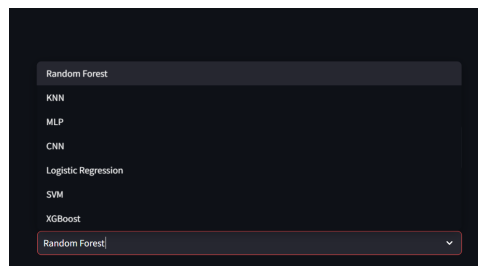 Random Forest
KNN
MLP
CNN
Logistic Regression
SVM
XGBoost
Random Forest